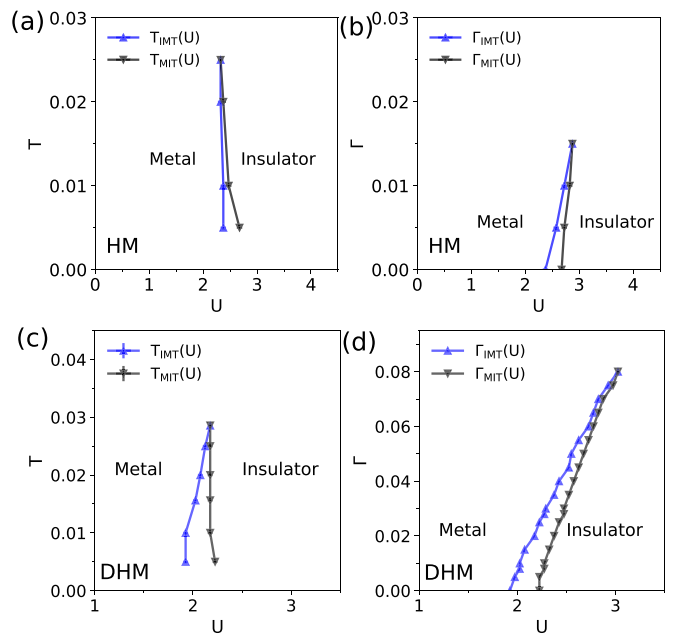 (a)
0.03
0.02
0.01
0.00
T
T_IMT(U)
T_MIT(U)
Metal
Insulator
HM
0 1 2 3 4
U
(b)
0.03
0.02
0.01
0.00
Γ
Γ_IMT(U)
Γ_MIT(U)
Metal
Insulator
HM
0 1 2 3 4
U
(c)
0.04
0.03
0.02
0.01
0.00
T
T_IMT(U)
T_MIT(U)
Metal
Insulator
DHM
1 2 3
U
(d)
0.08
0.06
0.04
0.02
0.00
Γ
Γ_IMT(U)
Γ_MIT(U)
Metal
Insulator
DHM
1 2 3
U